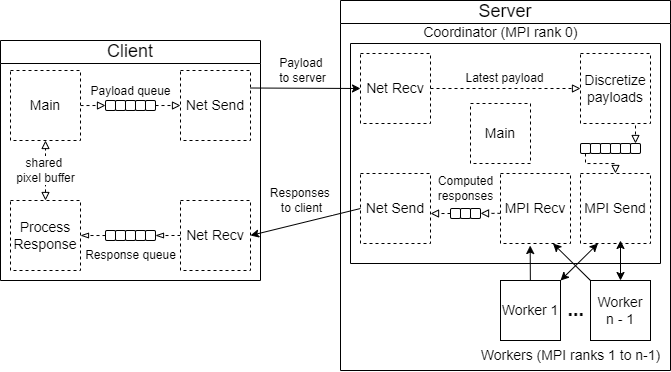 Server
Coordinator (MPI rank 0)
Client
Payload
to server
Main
Payload queue
Net Send
Net Recv
Latest payload
Discretize
payloads
Main
shared
pixel buffer
Responses
to client
Computed
responses
Process
Response
Response queue
Net Recv
Net Send
MPI Recv
MPI Send
Worker 1
...
Worker
n - 1
Workers (MPI ranks 1 to n-1)